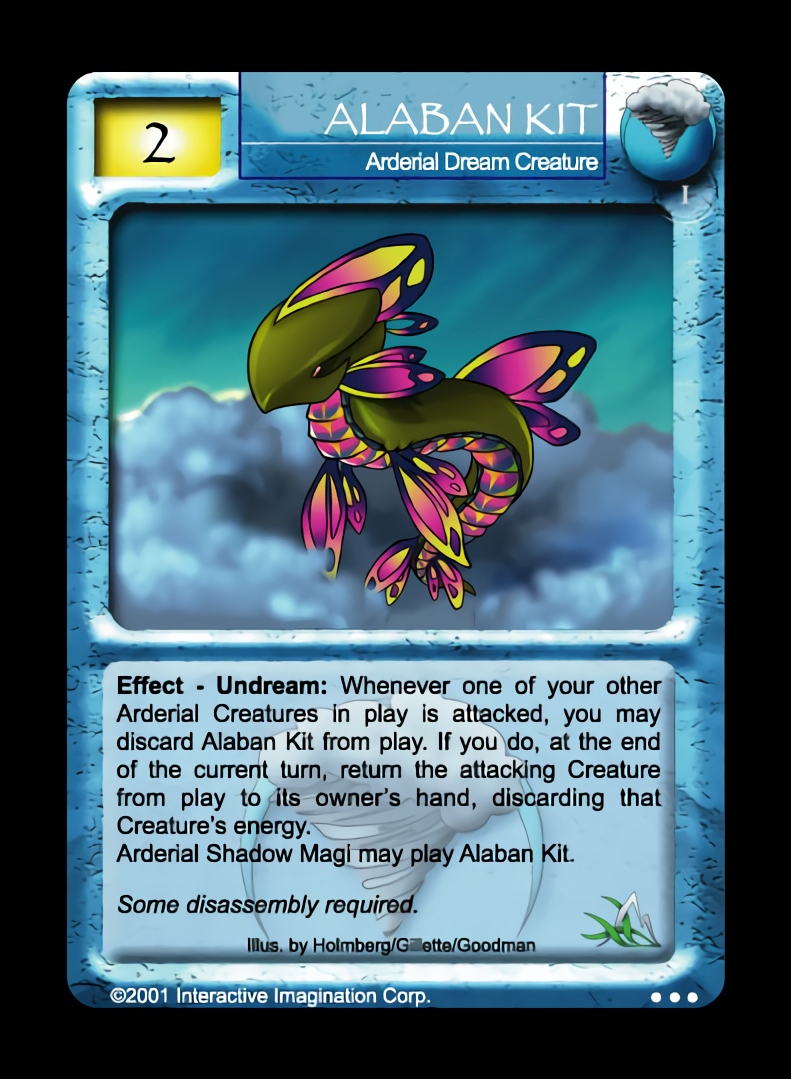 2
ALABAN KIT
Arderial Dream Creature
I
Effect - Undream: Whenever one of your other
Arderial Creatures in play is attacked, you may
discard Alaban Kit from play. If you do, at the end
of the current turn, return the attacking Creature
from play to its owner's hand, discarding that
Creature's energy.
Arderial Shadow Magi may play Alaban Kit.
Some disassembly required.
Illus. by
©2001 Interactive Imagination Corp.